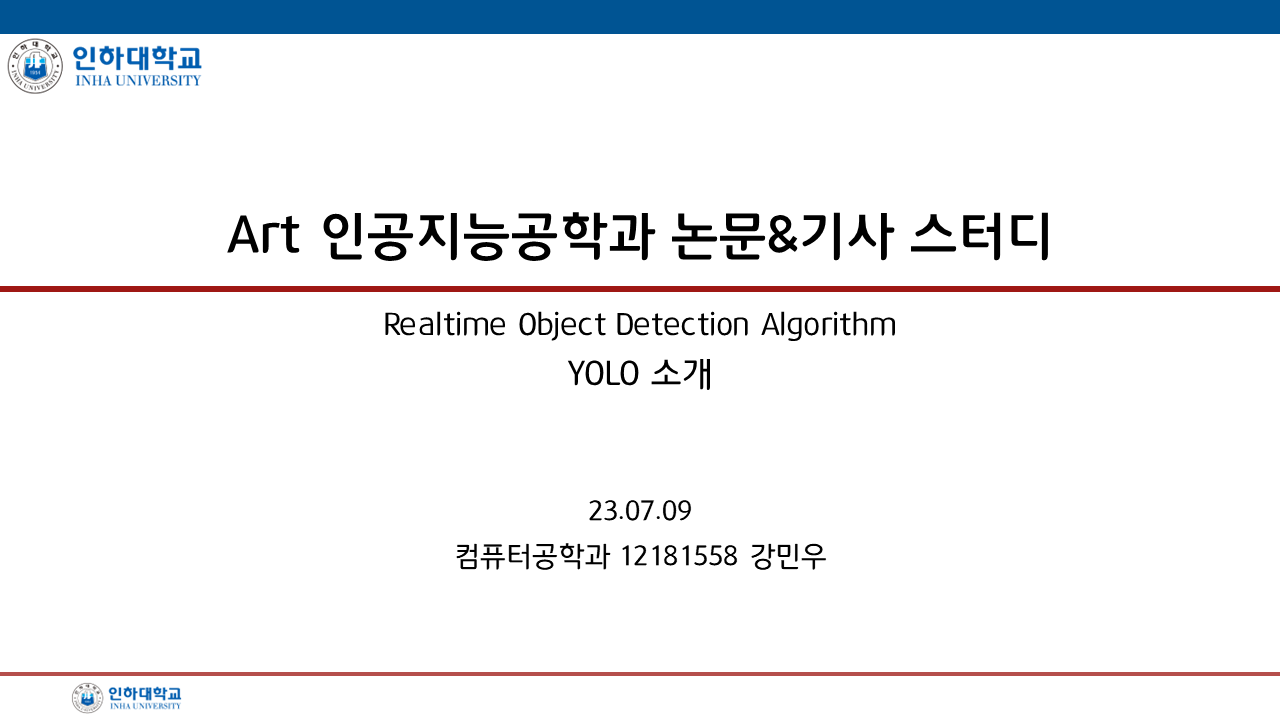 인하대학교
INHA UNIVERSITY
Art 인공지능공학과 논문&기사 스터디
Realtime Object Detection Algorithm
YOLO 소개
23.07.09
컴퓨터공학과 12181558 강민우
인하대학교
INHA UNIVERSITY